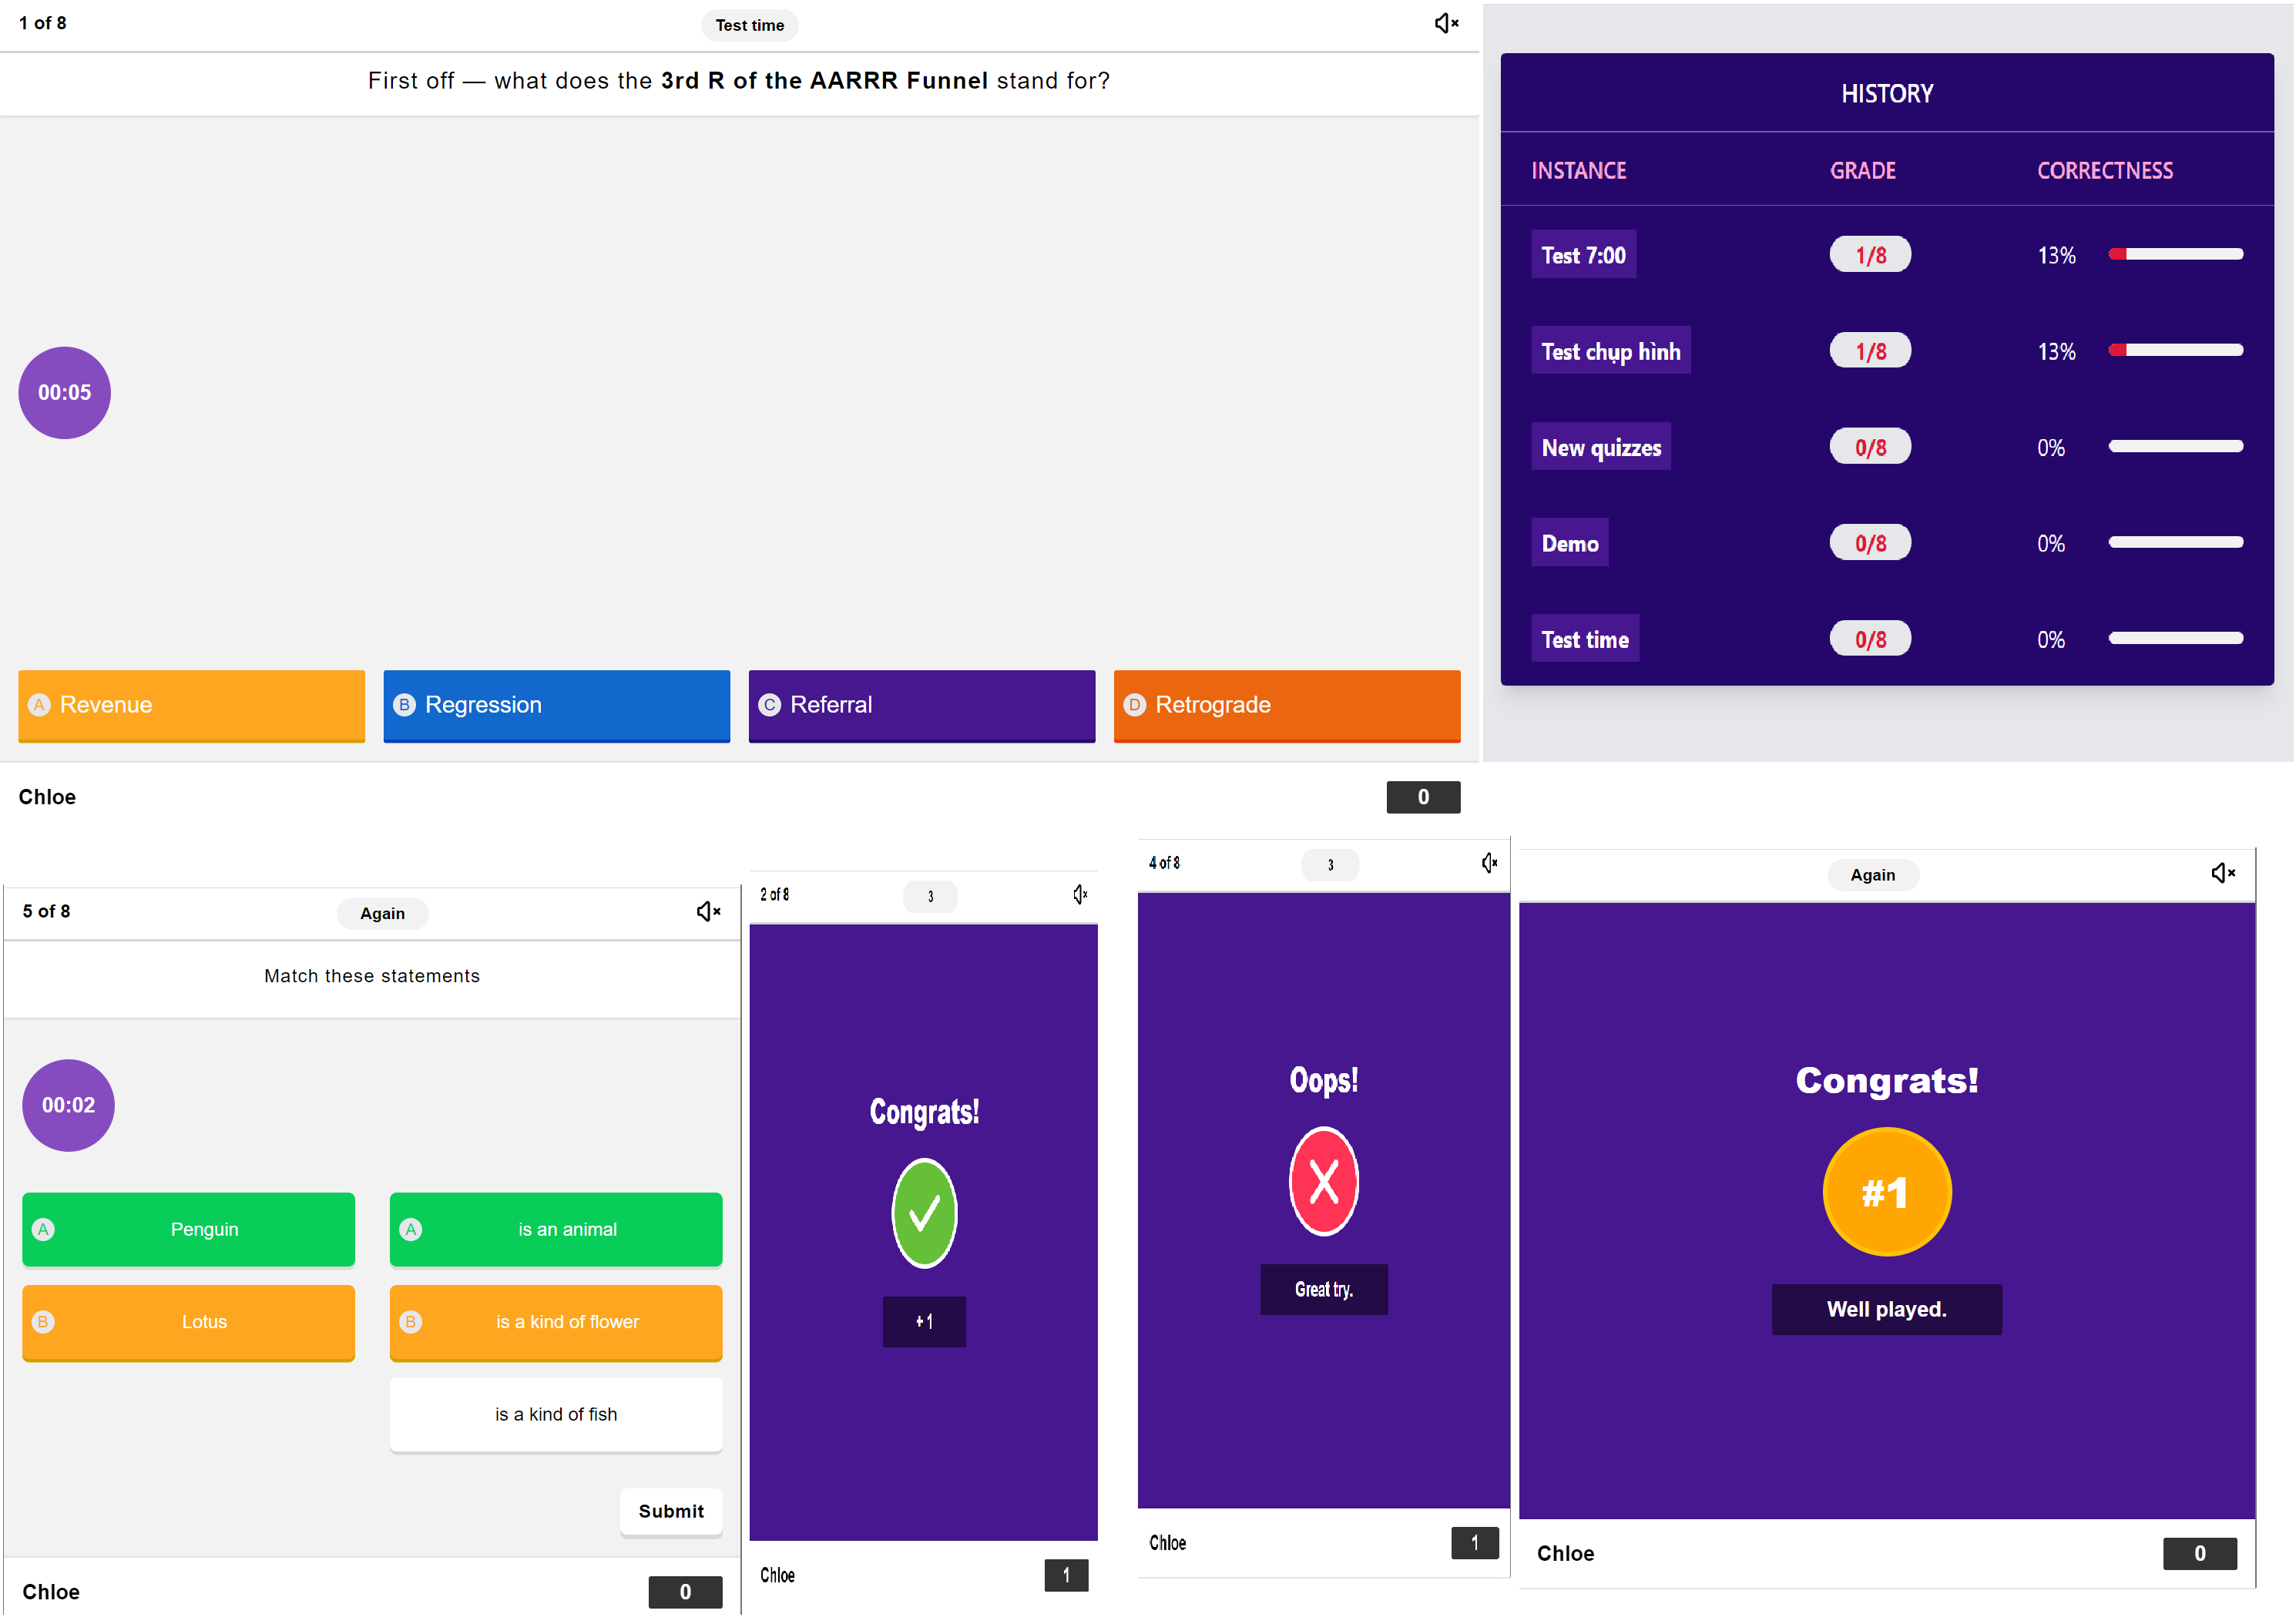 1 of 8
Test time
First off — what does the 3rd R of the AARRR Funnel stand for?
00:05
A Revenue
B Regression
C Referral
D Retrograde
Chloe
0
HISTORY
INSTANCE GRADE CORRECTNESS
Test 7:00 1/8 13%
Test chụp hình 1/8 13%
New quizzes 0/8 0%
Demo 0/8 0%
Test time 0/8 0%
5 of 8
Again
Match these statements
00:02
A Penguin
A is an animal
B Lotus
B is a kind of flower
is a kind of fish
Submit
Chloe
0
2 of 8
3
Congrats!
+ 1
Chloe
1
4 of 8
3
Oops!
Great try.
Chloe
1
Again
Congrats!
#1
Well played.
Chloe
0